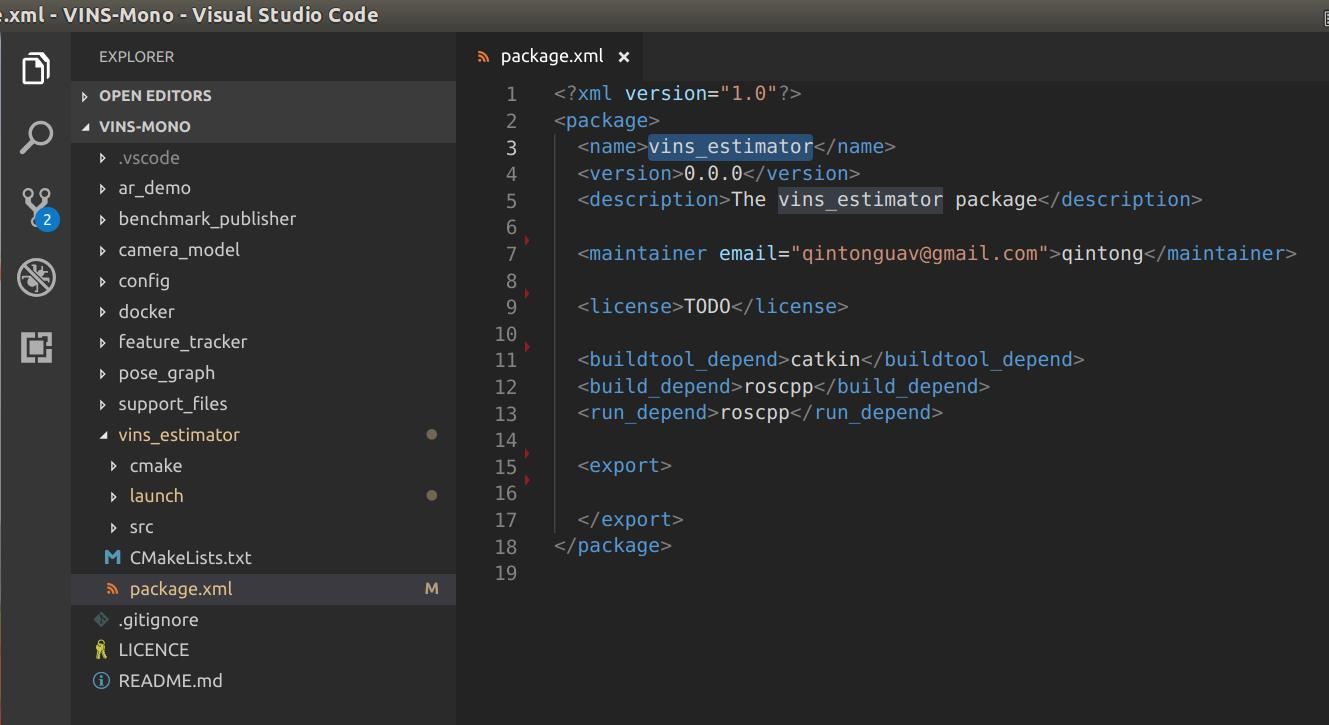 e.xml - VINS-Mono - Visual Studio Code
EXPLORER
OPEN EDITORS
VINS-MONO
.vscode
ar_demo
benchmark_publisher
camera_model
config
docker
feature_tracker
pose_graph
support_files
vins_estimator
cmake
launch
src
M CMakeLists.txt
package.xml M
.gitignore
LICENCE
README.md
2
package.xml ×
1 <?xml version="1.0"?>
2 <package>
3   <name>vins_estimator</name>
4   <version>0.0.0</version>
5   <description>The vins_estimator package</description>
6
7   <maintainer email="qintonguav@gmail.com">qintong</maintainer>
8
9   <license>TODO</license>
10
11   <buildtool_depend>catkin</buildtool_depend>
12   <build_depend>roscpp</build_depend>
13   <run_depend>roscpp</run_depend>
14
15   <export>
16
17   </export>
18 </package>
19